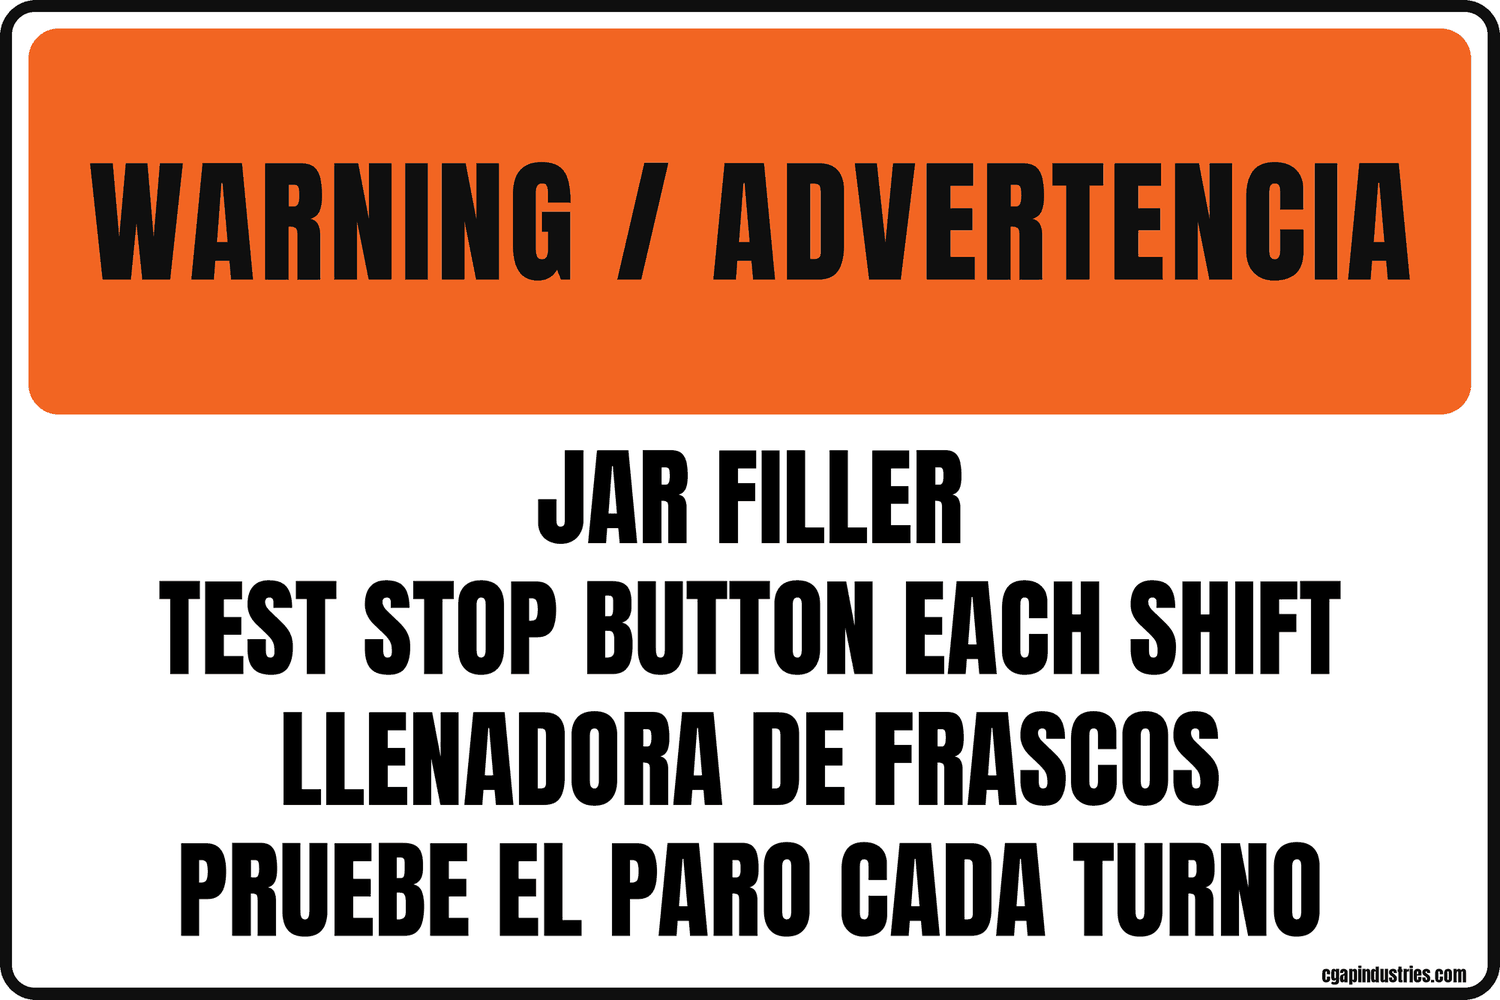 WARNING / ADVERTENCIA
JAR FILLER
TEST STOP BUTTON EACH SHIFT
LLENADORA DE FRASCOS
PRUEBE EL PARO CADA TURNO
cgapindustries.com